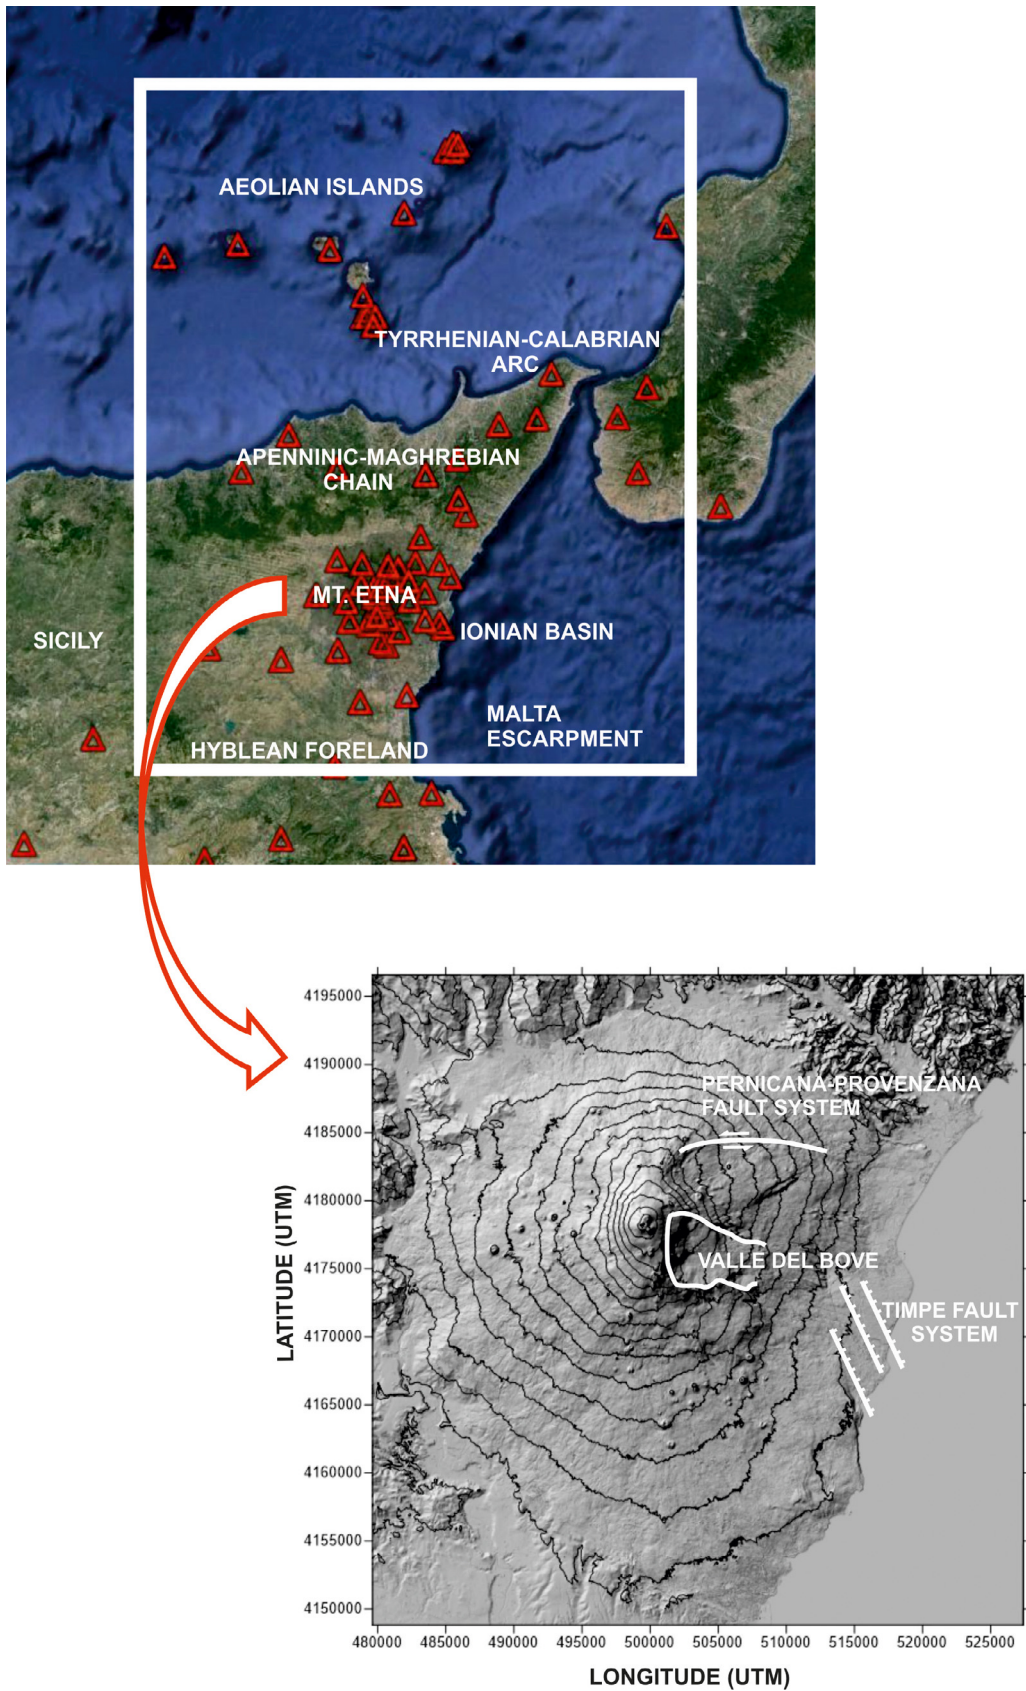 AEOLIAN ISLANDS
TYRRHENIAN-CALABRIAN
ARC
APENNINIC-MAGHREBIAN
CHAIN
MT. ETNA
SICILY
IONIAN BASIN
MALTA
ESCARPMENT
HYBLEAN FORELAND
4195000
4190000
4185000
4180000
4175000
4170000
4165000
4160000
4155000
4150000
LATITUDE (UTM)
PERNICANA-PROVENZANA
FAULT SYSTEM
VALLE DEL BOVE
TIMPE FAULT
SYSTEM
480000 485000 490000 495000 500000 505000 510000 515000 520000 525000
LONGITUDE (UTM)